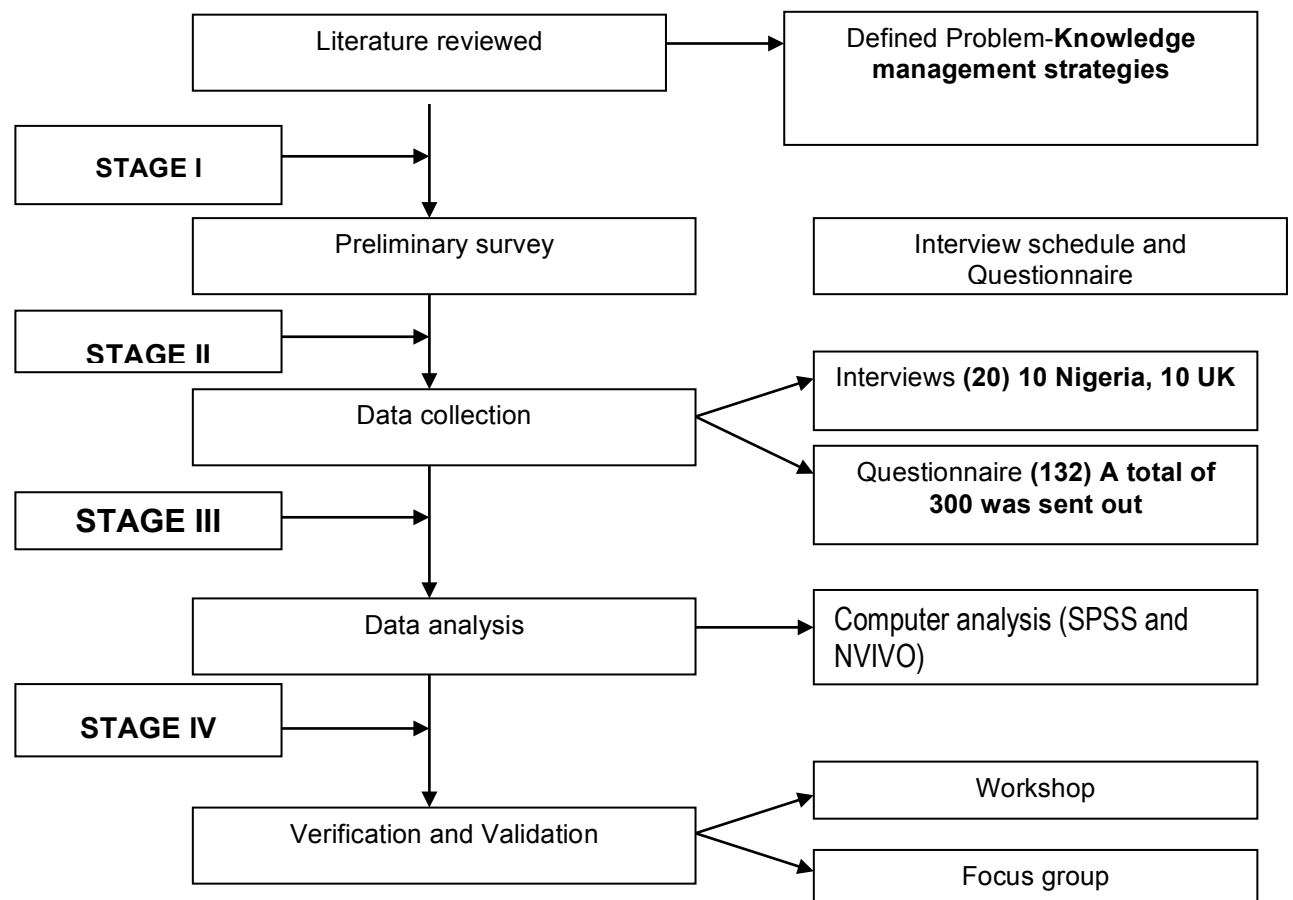 Literature reviewed
Defined Problem-Knowledge
management strategies
STAGE I
Preliminary survey
Interview schedule and
Questionnaire
STAGE II
Data collection
Interviews (20) 10 Nigeria, 10 UK
Questionnaire (132) A total of
300 was sent out
STAGE III
Data analysis
Computer analysis (SPSS and
NVIVO)
STAGE IV
Verification and Validation
Workshop
Focus group